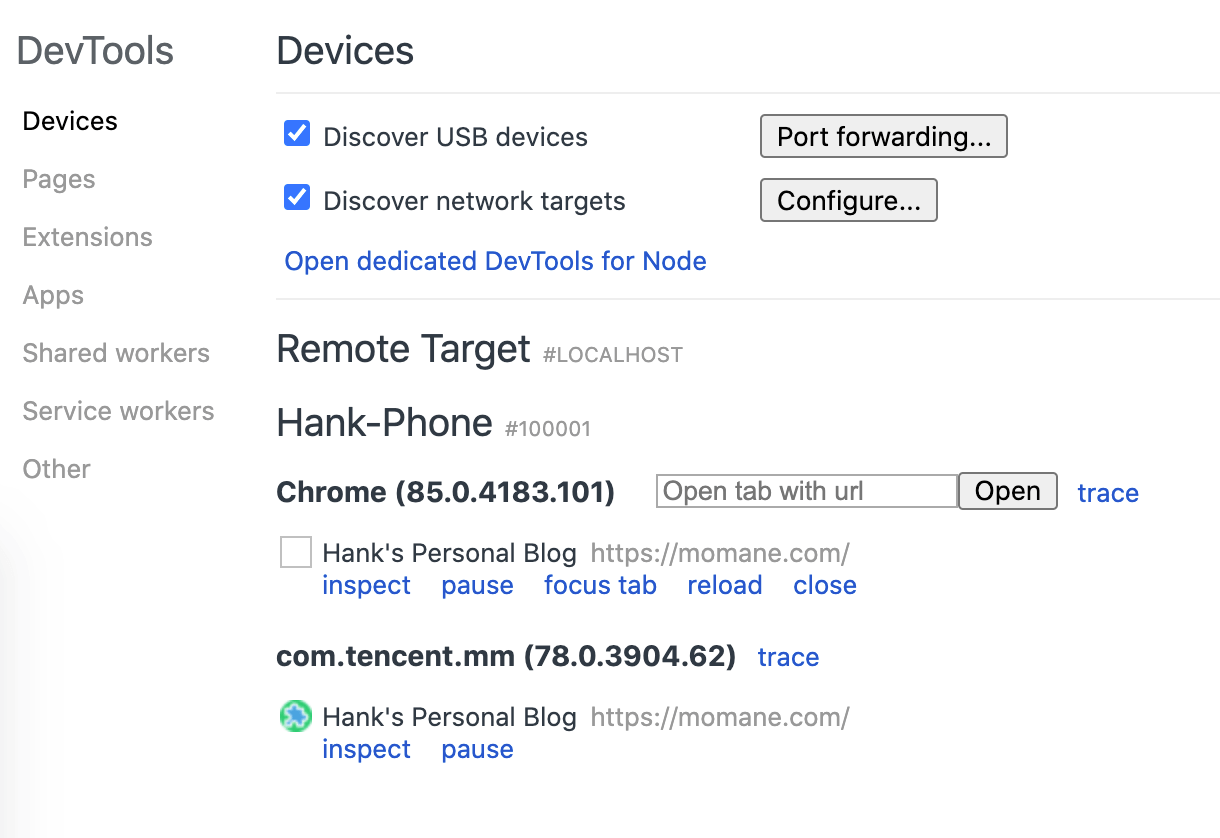 DevTools
Devices
Pages
Extensions
Apps
Shared workers
Service workers
Other
Devices
Discover USB devices Port forwarding...
Discover network targets Configure...
Open dedicated DevTools for Node
Remote Target #LOCALHOST
Hank-Phone #100001
Chrome (85.0.4183.101) Open tab with url Open trace
Hank's Personal Blog https://momane.com/
inspect pause focus tab reload close
com.tencent.mm (78.0.3904.62) trace
Hank's Personal Blog https://momane.com/
inspect pause